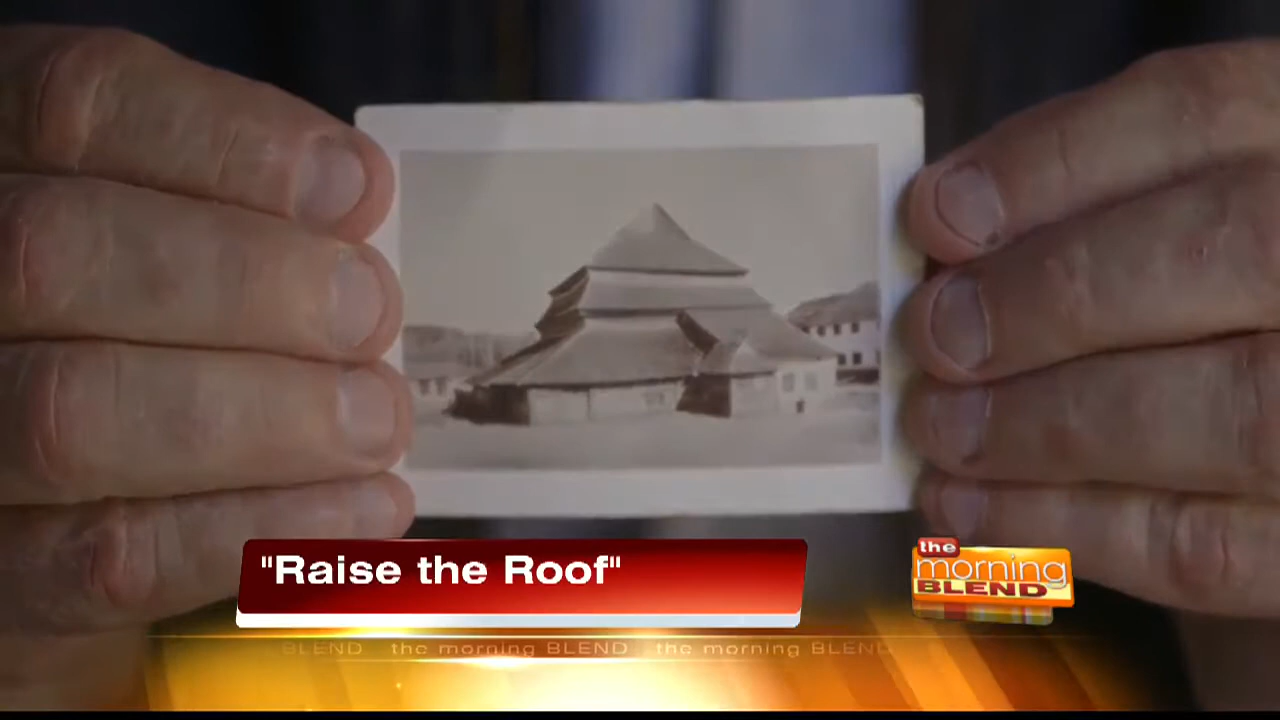 "Raise the Roof"
the
morning
BLEND
BLEND the morning BLEND the morning BLEND